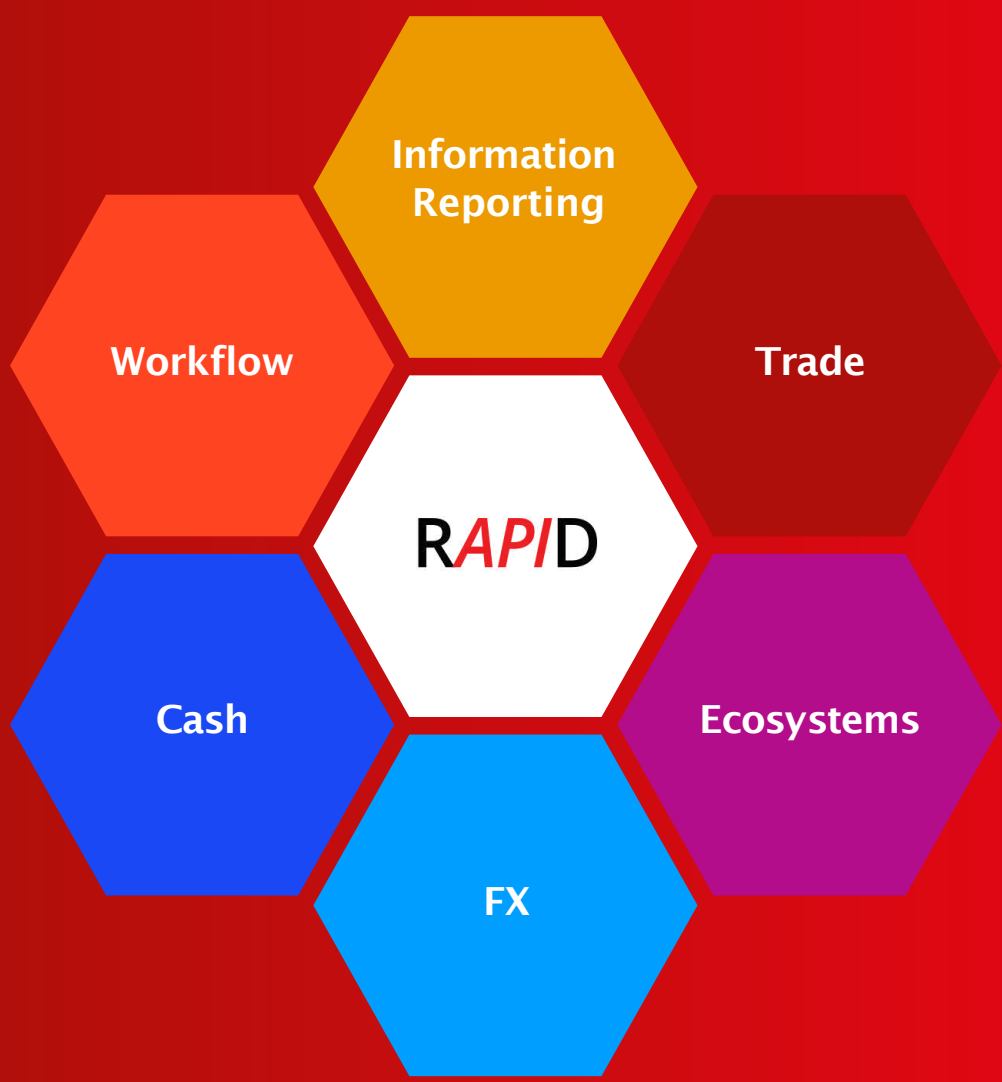 Information
Reporting
Workflow
Trade
RAPID
Cash
Ecosystems
FX